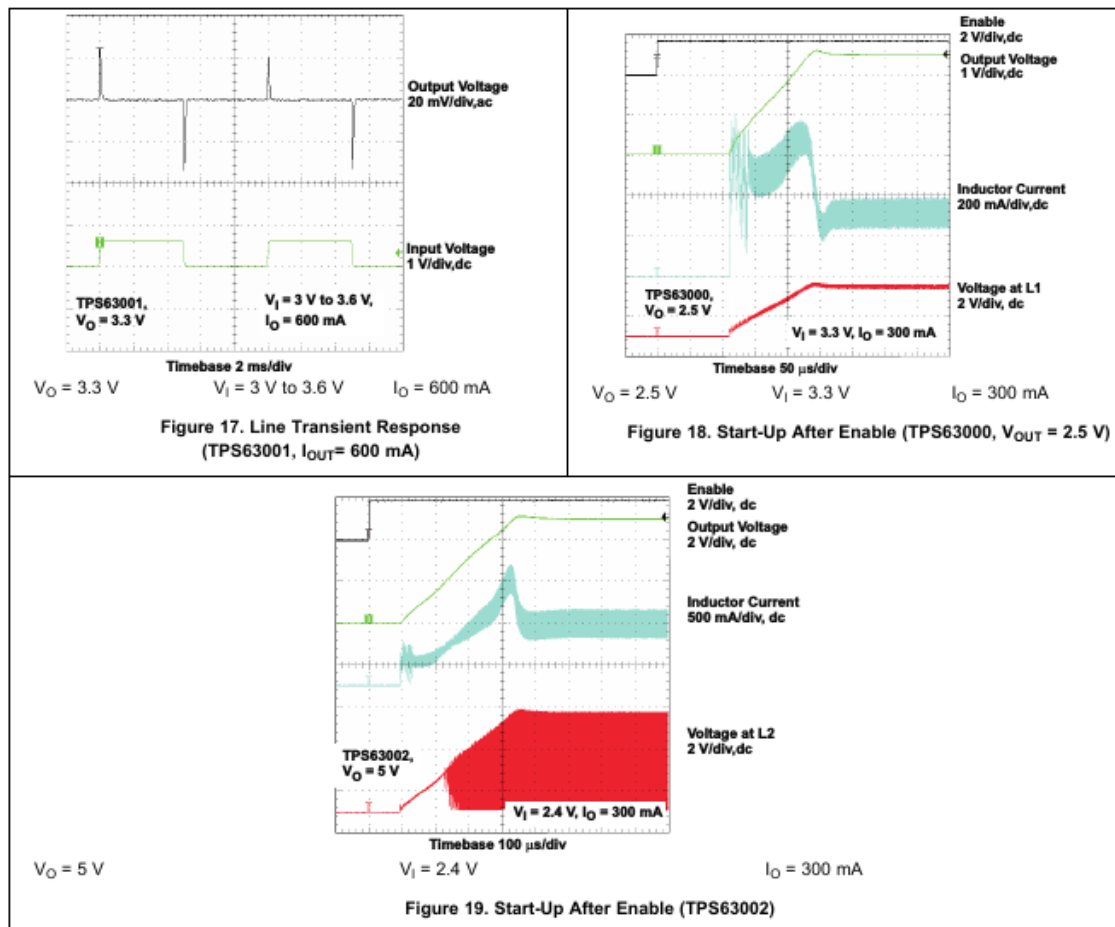 Output Voltage
20 mV/div,ac
Input Voltage
1 V/div,dc
TPS63001,
VO = 3.3 V
VI = 3 V to 3.6 V,
IO = 600 mA
Timebase 2 ms/div
VO = 3.3 V VI = 3 V to 3.6 V IO = 600 mA
Figure 17. Line Transient Response
(TPS63001, IOUT= 600 mA)
Enable
2 V/div,dc
Output Voltage
1 V/div,dc
Inductor Current
200 mA/div,dc
Voltage at L1
2 V/div, dc
TPS63000,
VO = 2.5 V
VI = 3.3 V, IO = 300 mA
Timebase 50 μs/div
VO = 2.5 V VI = 3.3 V IO = 300 mA
Figure 18. Start-Up After Enable (TPS63000, VOUT = 2.5 V)
Enable
2 V/div, dc
Output Voltage
2 V/div, dc
Inductor Current
500 mA/div, dc
Voltage at L2
2 V/div,dc
TPS63002,
VO = 5 V
VI = 2.4 V, IO = 300 mA
Timebase 100 μs/div
VO = 5 V VI = 2.4 V IO = 300 mA
Figure 19. Start-Up After Enable (TPS63002)